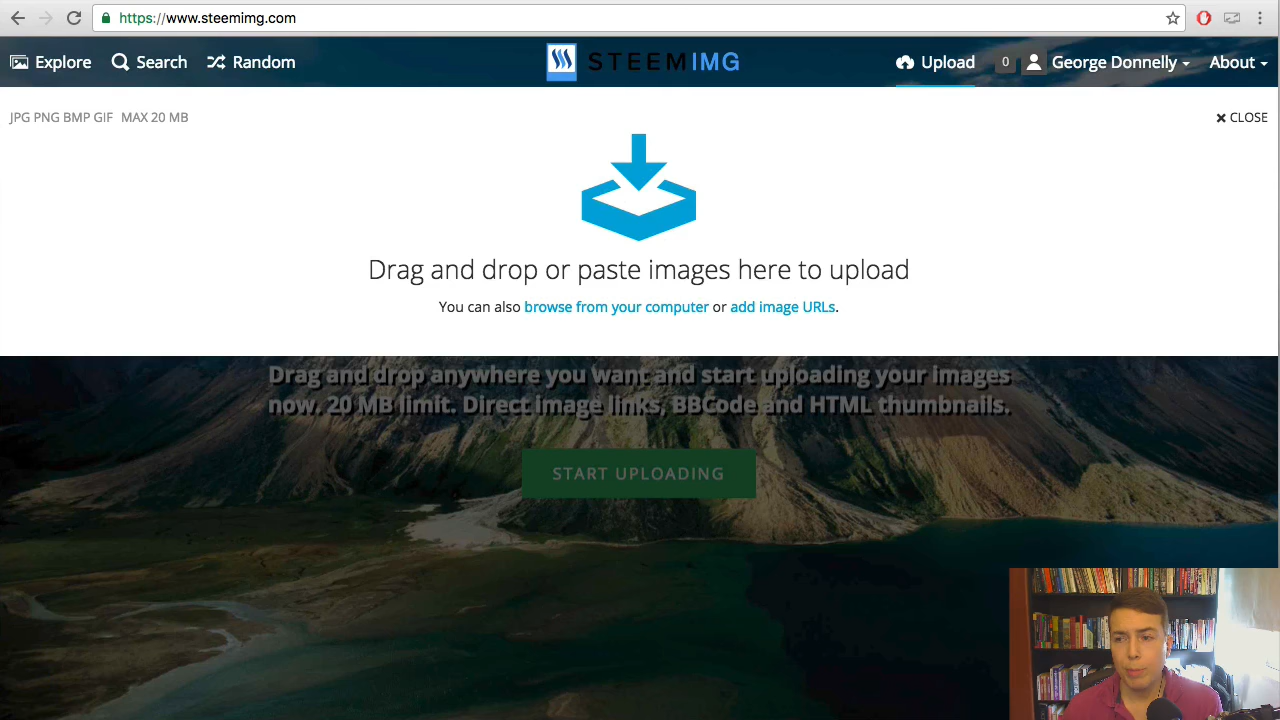 https://www.steemimg.com
Explore Search Random STEEMIMG Upload 0 George Donnelly About
JPG PNG BMP GIF MAX 20 MB CLOSE
Drag and drop or paste images here to upload
You can also browse from your computer or add image URLs.
Drag and drop anywhere you want and start uploading your images
now. 20 MB limit. Direct image links, BBCode and HTML thumbnails.
START UPLOADING